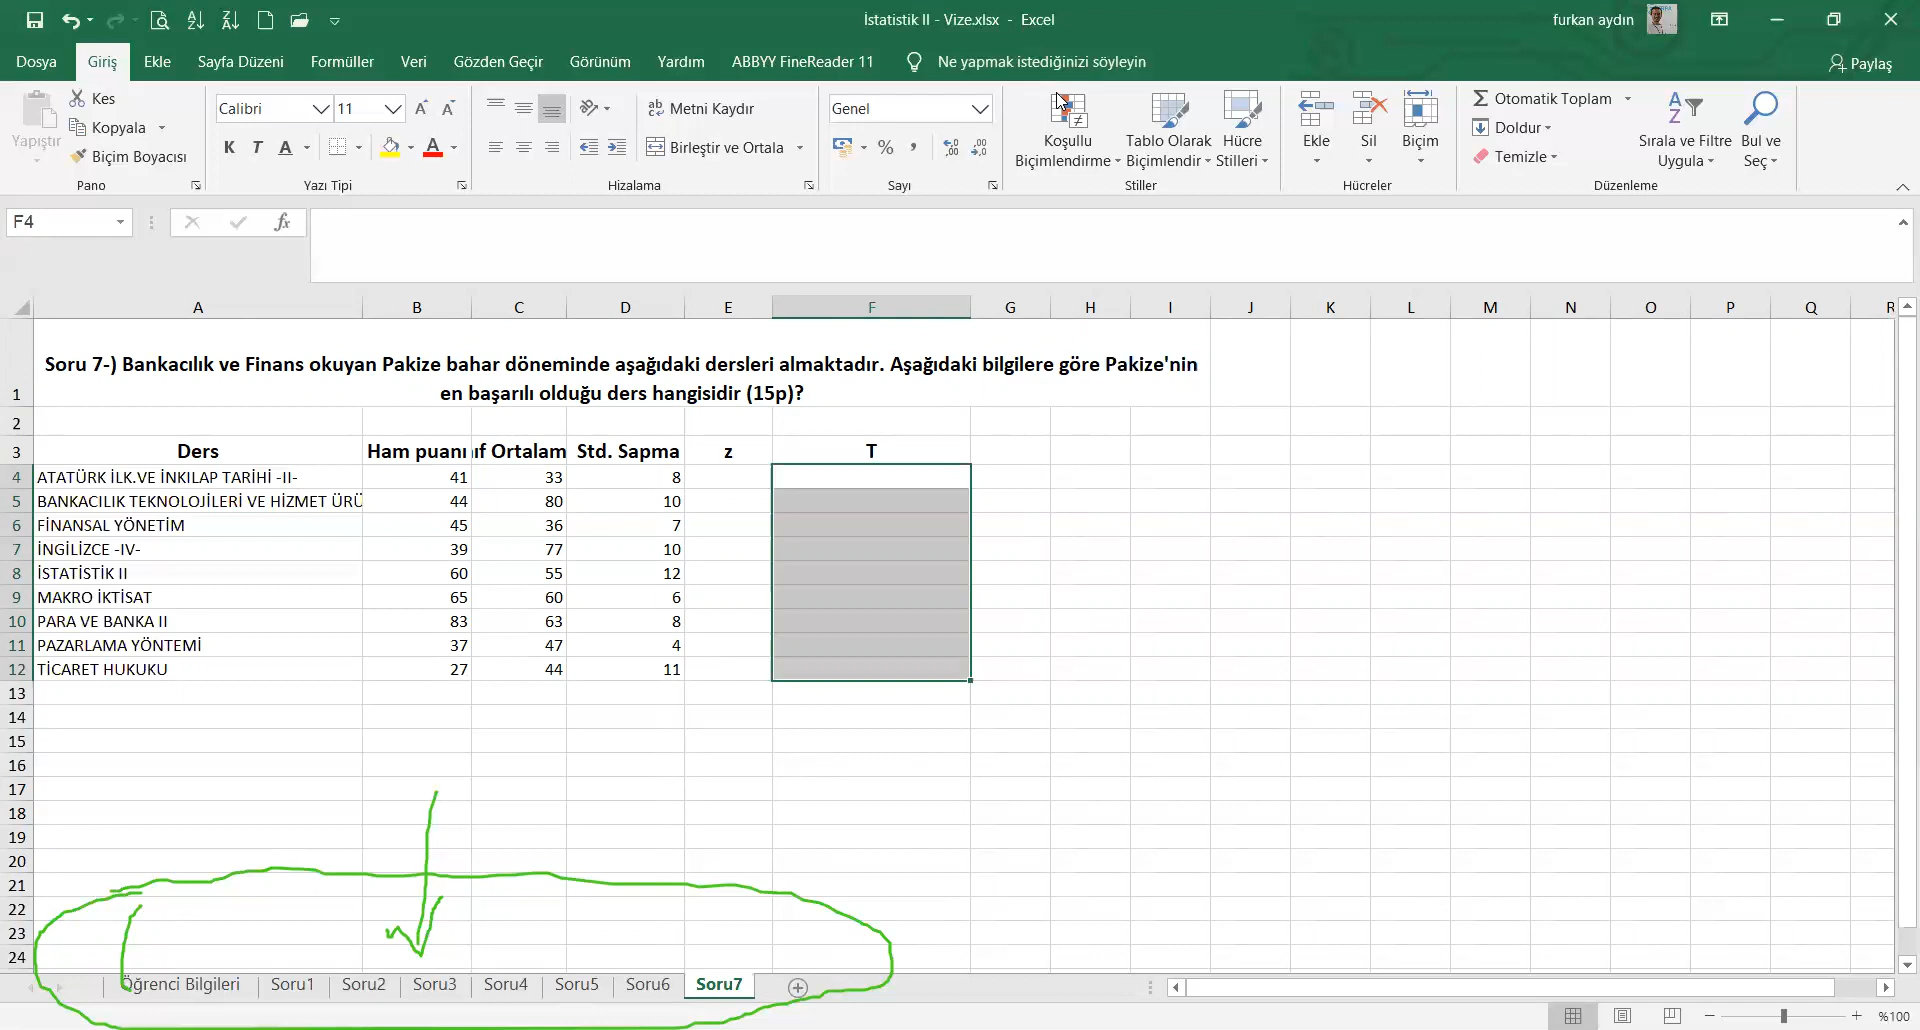 İstatistik II - Vize.xlsx - Excel
furkan aydın
Dosya Giriş Ekle Sayfa Düzeni Formüller Veri Gözden Geçir Görünüm Yardım ABBYY FineReader 11 Ne yapmak istediğinizi söyleyin Paylaş
Yapıştır
Kes
Kopyala
Biçim Boyacısı
Pano
Calibri 11
K T A A
Yazı Tipi
ab Metni Kaydır
Birleştir ve Ortala
Hizalama
Genel
% ,
Sayı
Koşullu Biçimlendirme
Tablo Olarak Biçimlendir
Hücre Stilleri
Stiller
Ekle Sil Biçim
Hücreler
Otomatik Toplam
Doldur
Temizle
Sırala ve Filtre Uygula
Bul ve Seç
Düzenleme
F4 fx
A B C D E F G H I J K L M N O P Q R
1 Soru 7-) Bankacılık ve Finans okuyan Pakize bahar döneminde aşağıdaki dersleri almaktadır. Aşağıdaki bilgilere göre Pakize'nin
en başarılı olduğu ders hangisidir (15p)?
2
3 Ders Ham puanı ıf Ortalam Std. Sapma z T
4 ATATÜRK İLK.VE İNKILAP TARİHİ -II- 41 33 8
5 BANKACILIK TEKNOLOJİLERİ VE HİZMET ÜRÜ 44 80 10
6 FİNANSAL YÖNETİM 45 36 7
7 İNGİLİZCE -IV- 39 77 10
8 İSTATİSTİK II 60 55 12
9 MAKRO İKTİSAT 65 60 6
10 PARA VE BANKA II 83 63 8
11 PAZARLAMA YÖNTEMİ 37 47 4
12 TİCARET HUKUKU 27 44 11
13
14
15
16
17
18
19
20
21
22
23
24
Öğrenci Bilgileri Soru1 Soru2 Soru3 Soru4 Soru5 Soru6 Soru7
%100